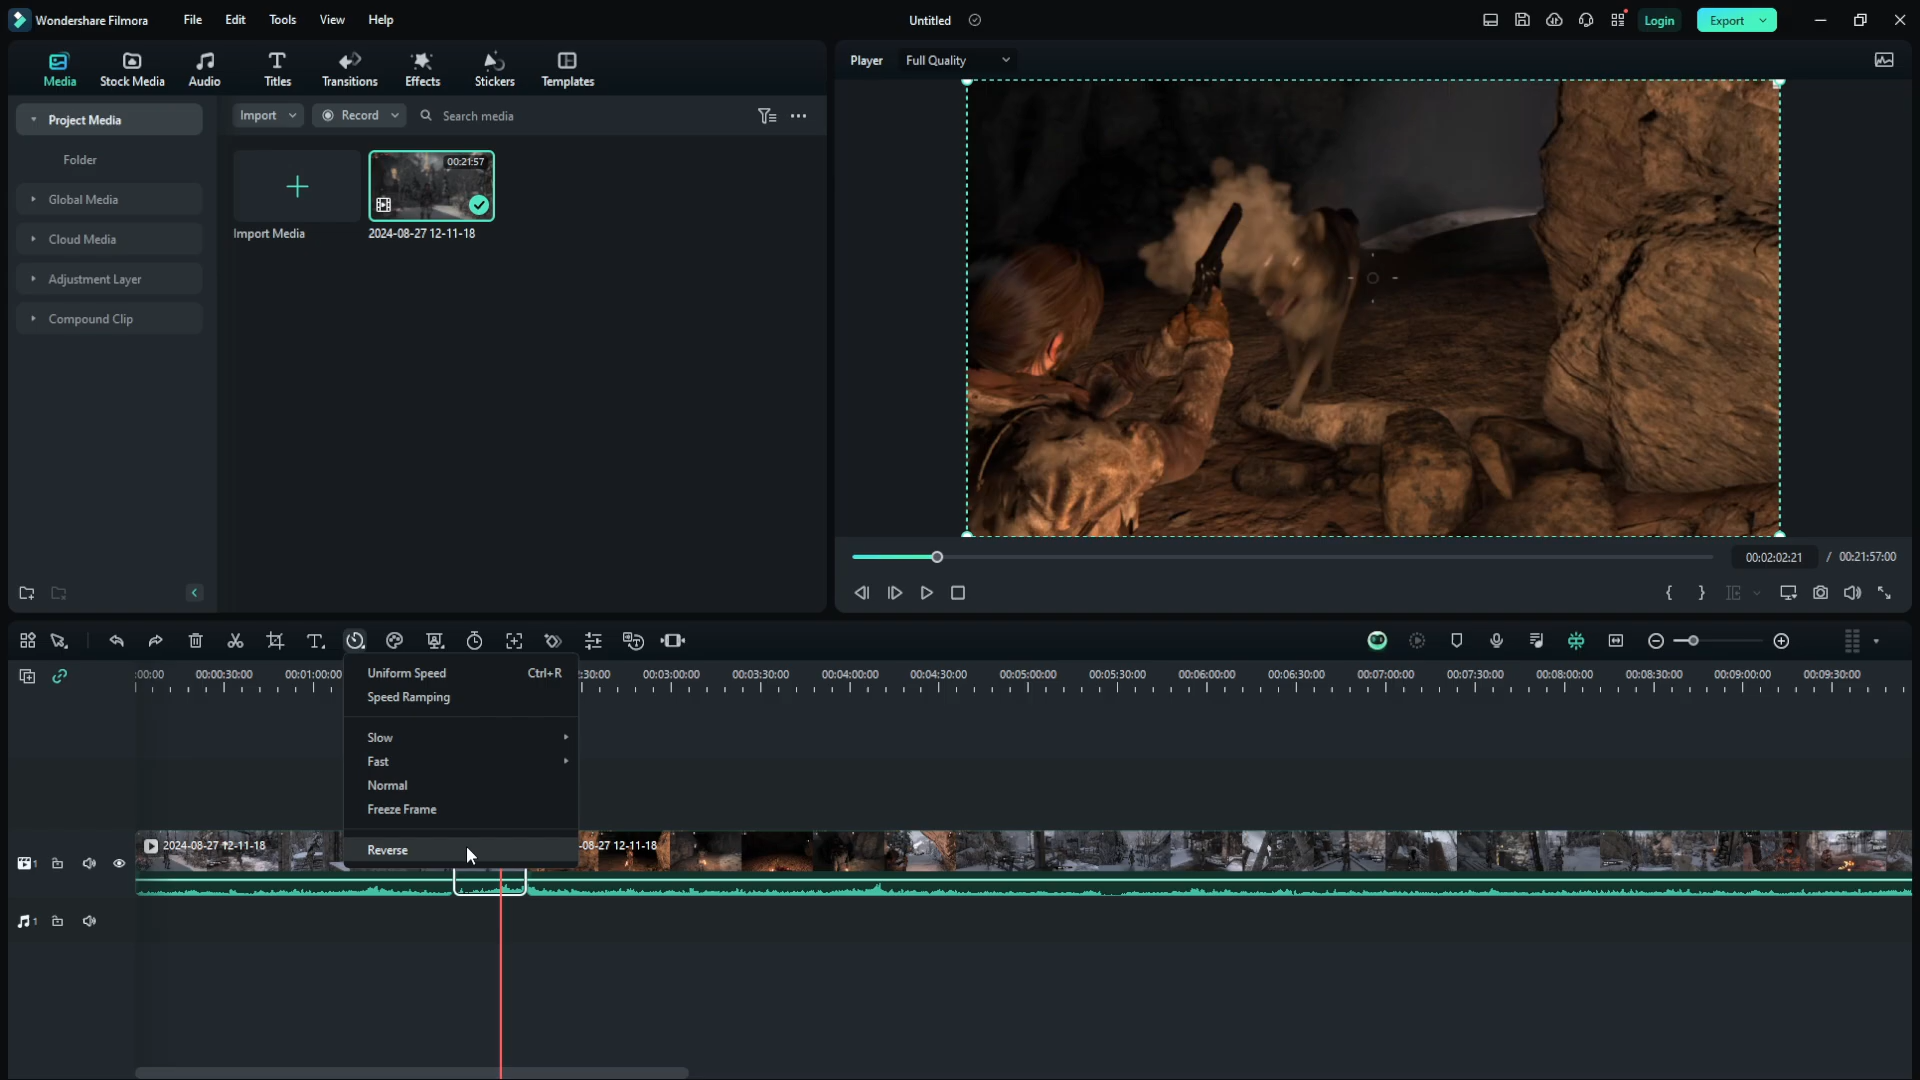 Wondershare Filmora File Edit Tools View Help Untitled Login Export
Media Stock Media Audio Titles Transitions Effects Stickers Templates
Player Full Quality
Project Media
Folder
Global Media
Cloud Media
Adjustment Layer
Compound Clip
Import Record Search media
00:21:57
Import Media 2024-08-27 12-11-18
00:02:02:21 / 00:21:57:00
:00:00 00:00:30:00 00:01:00:00 :30:00 00:03:00:00 00:03:30:00 00:04:00:00 00:04:30:00 00:05:00:00 00:05:30:00 00:06:00:00 00:06:30:00 00:07:00:00 00:07:30:00 00:08:00:00 00:08:30:00 00:09:00:00 00:09:30:00
Uniform Speed Ctrl+R
Speed Ramping
Slow
Fast
Normal
Freeze Frame
Reverse
2024-08-27 12-11-18
-08-27 12-11-18
1
1